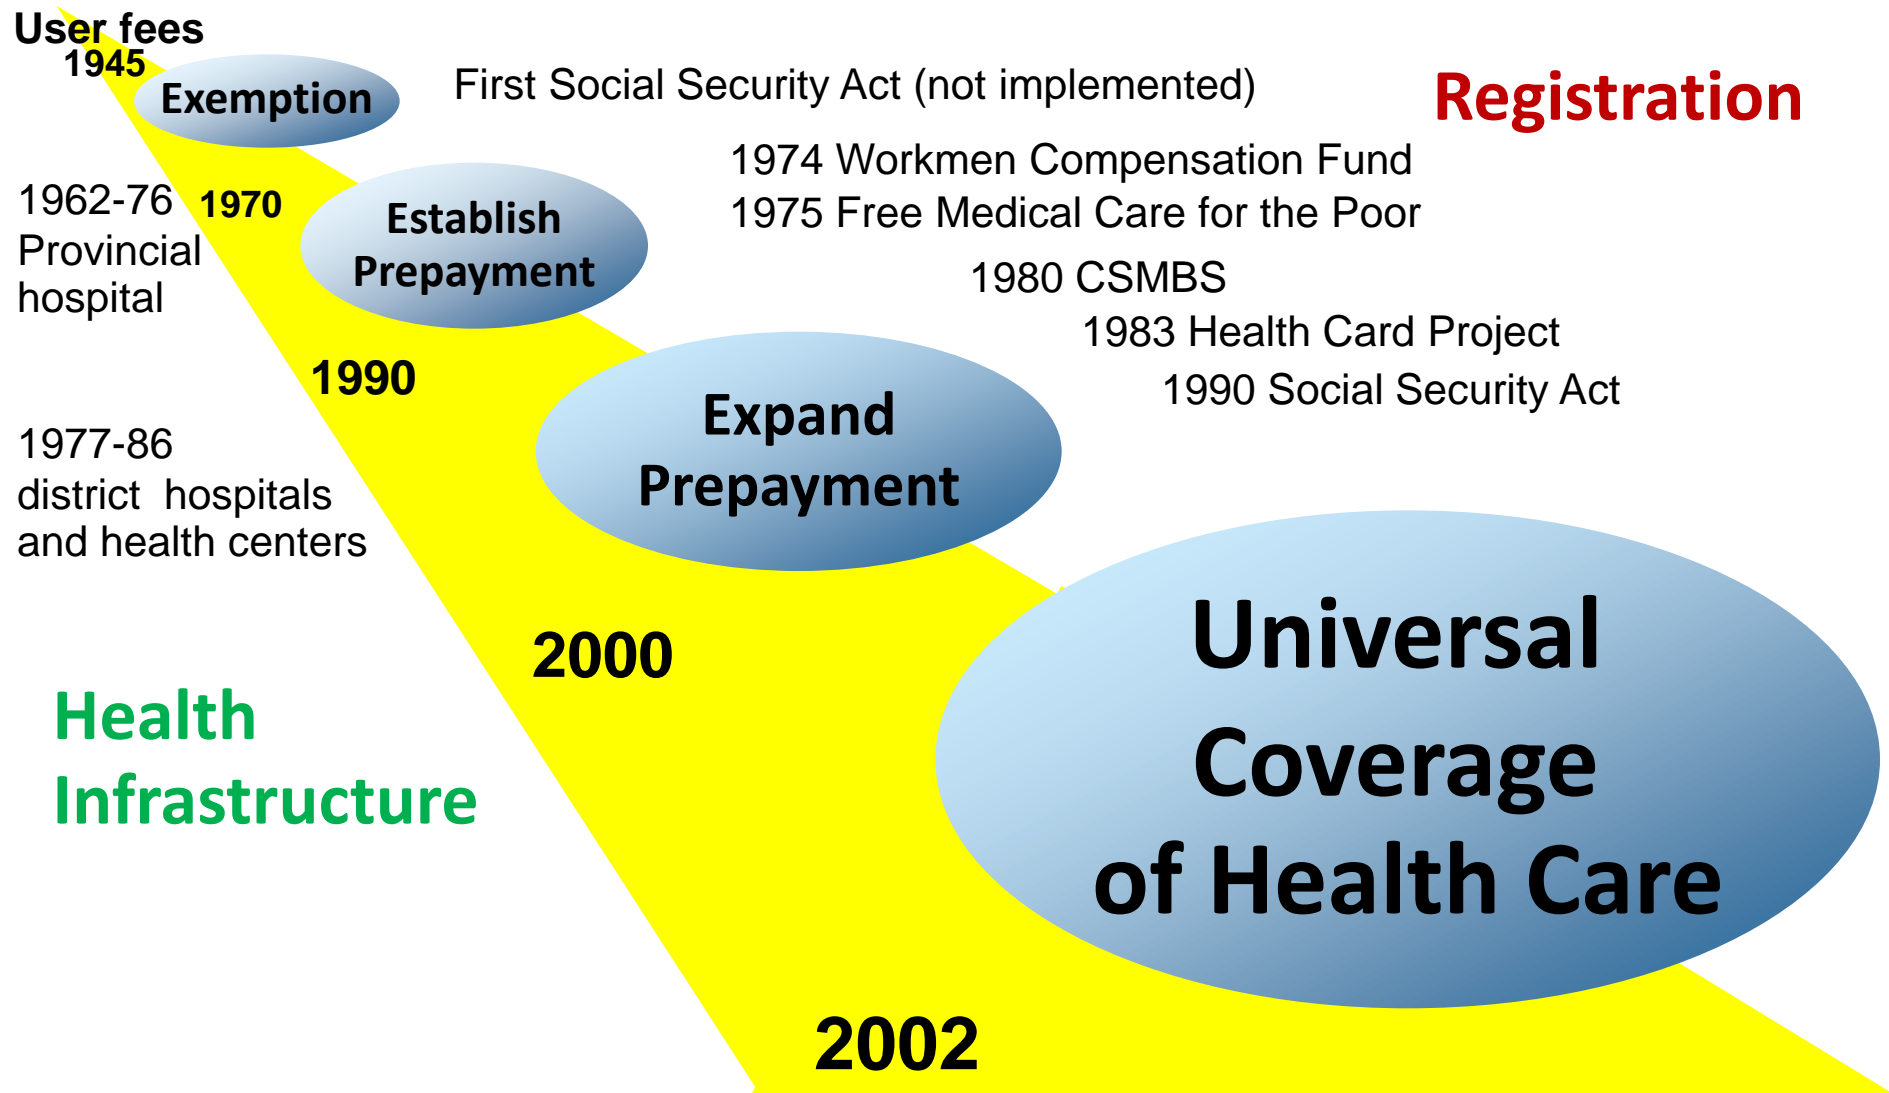 User fees
1945
Exemption
First Social Security Act (not implemented)
Registration
1974 Workmen Compensation Fund
1975 Free Medical Care for the Poor
1962-76
Provincial
hospital
1970
Establish
Prepayment
1980 CSMBS
1983 Health Card Project
1990 Social Security Act
1990
Expand
Prepayment
1977-86
district  hospitals
and health centers
2000
Health
Infrastructure
Universal
Coverage
of Health Care
2002